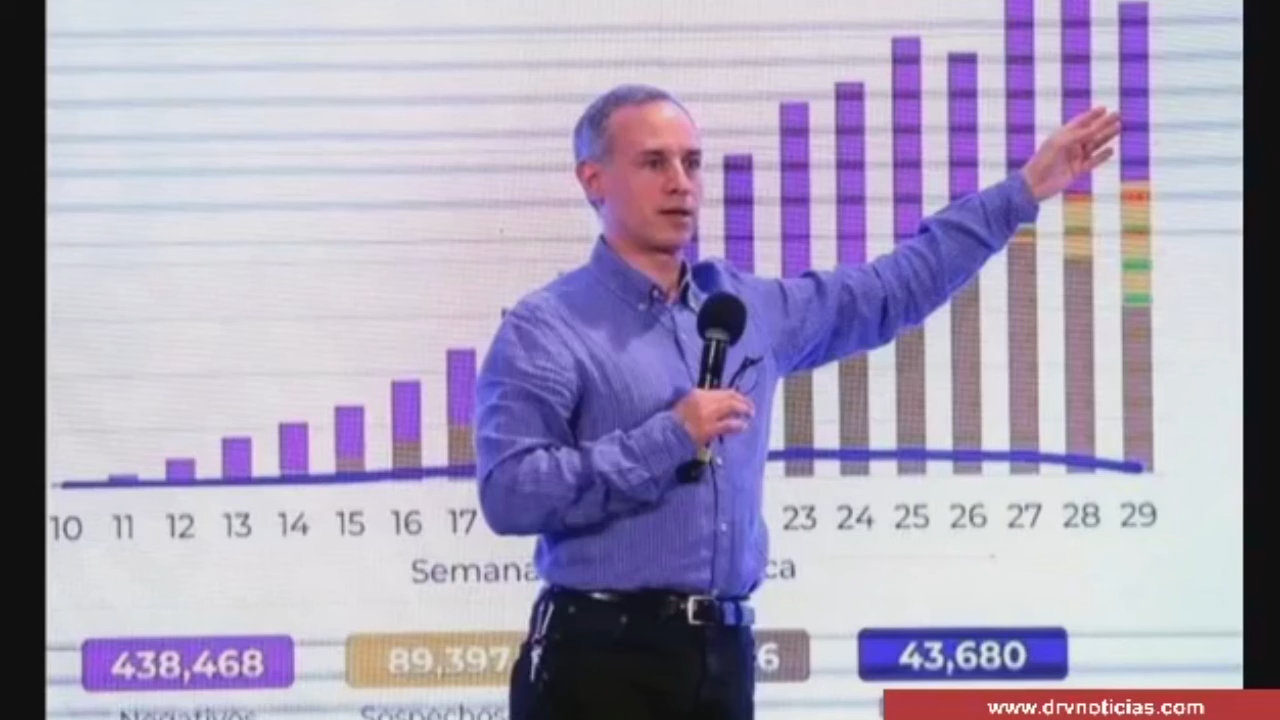 10 11 12 13 14 15 16 17 23 24 25 26 27 28 29
Semana ca
438,468 89,397 6 43,680
Negativos Sospechos
www.drvnoticias.com